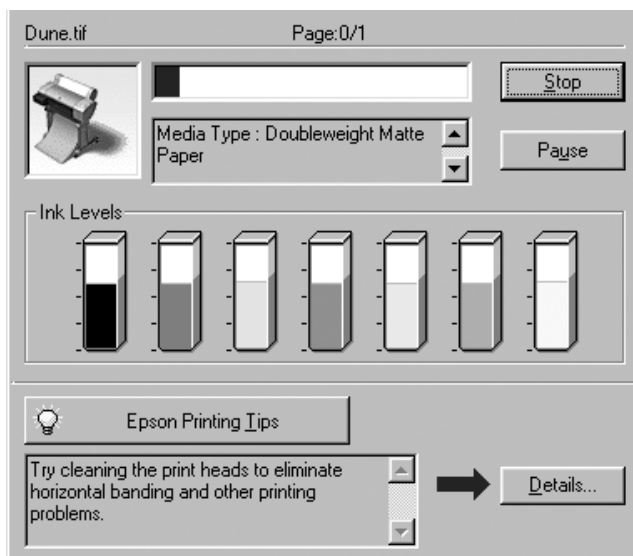 Dune.tif Page:0/1
Stop
Media Type : Doubleweight Matte
Paper
Pause
Ink Levels
Epson Printing Tips
Try cleaning the print heads to eliminate
horizontal banding and other printing
problems.
Details...